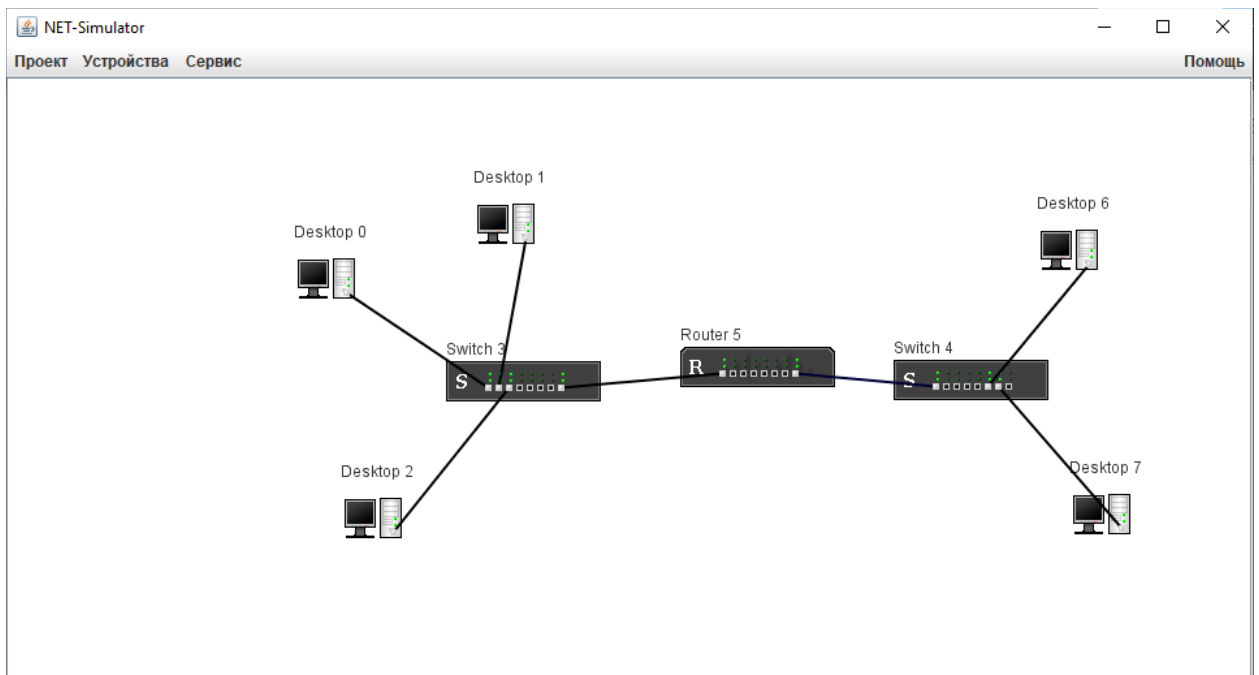 NET-Simulator
Проект Устройства Сервис Помощь
Desktop 1
Desktop 0
Desktop 6
Router 5
Switch 3
Switch 4
S
R
S
Desktop 2
Desktop 7